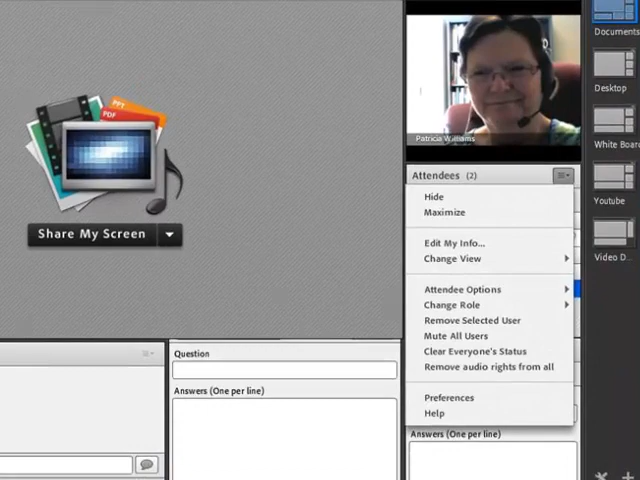 PPT
PDF
Share My Screen
Patricia Williams
Attendees (2)
Hide
Maximize
Edit My Info...
Change View
Attendee Options
Change Role
Remove Selected User
Mute All Users
Clear Everyone's Status
Remove audio rights from all
Preferences
Help
Documents
Desktop
White Board
Youtube
Video D...
Question
Answers (One per line)
Answers (One per line)